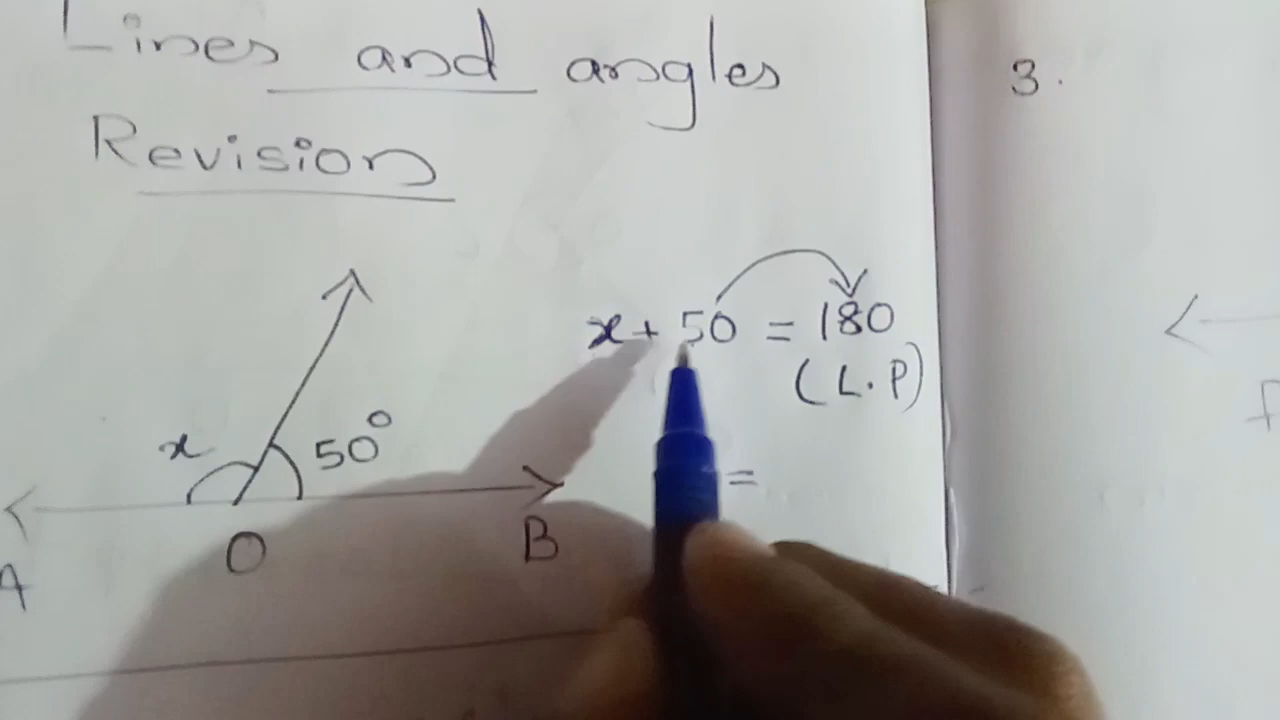 Lines and angles
Revision
3.
x + 50 = 180
(L.P)
x
50°
=
A
O
B